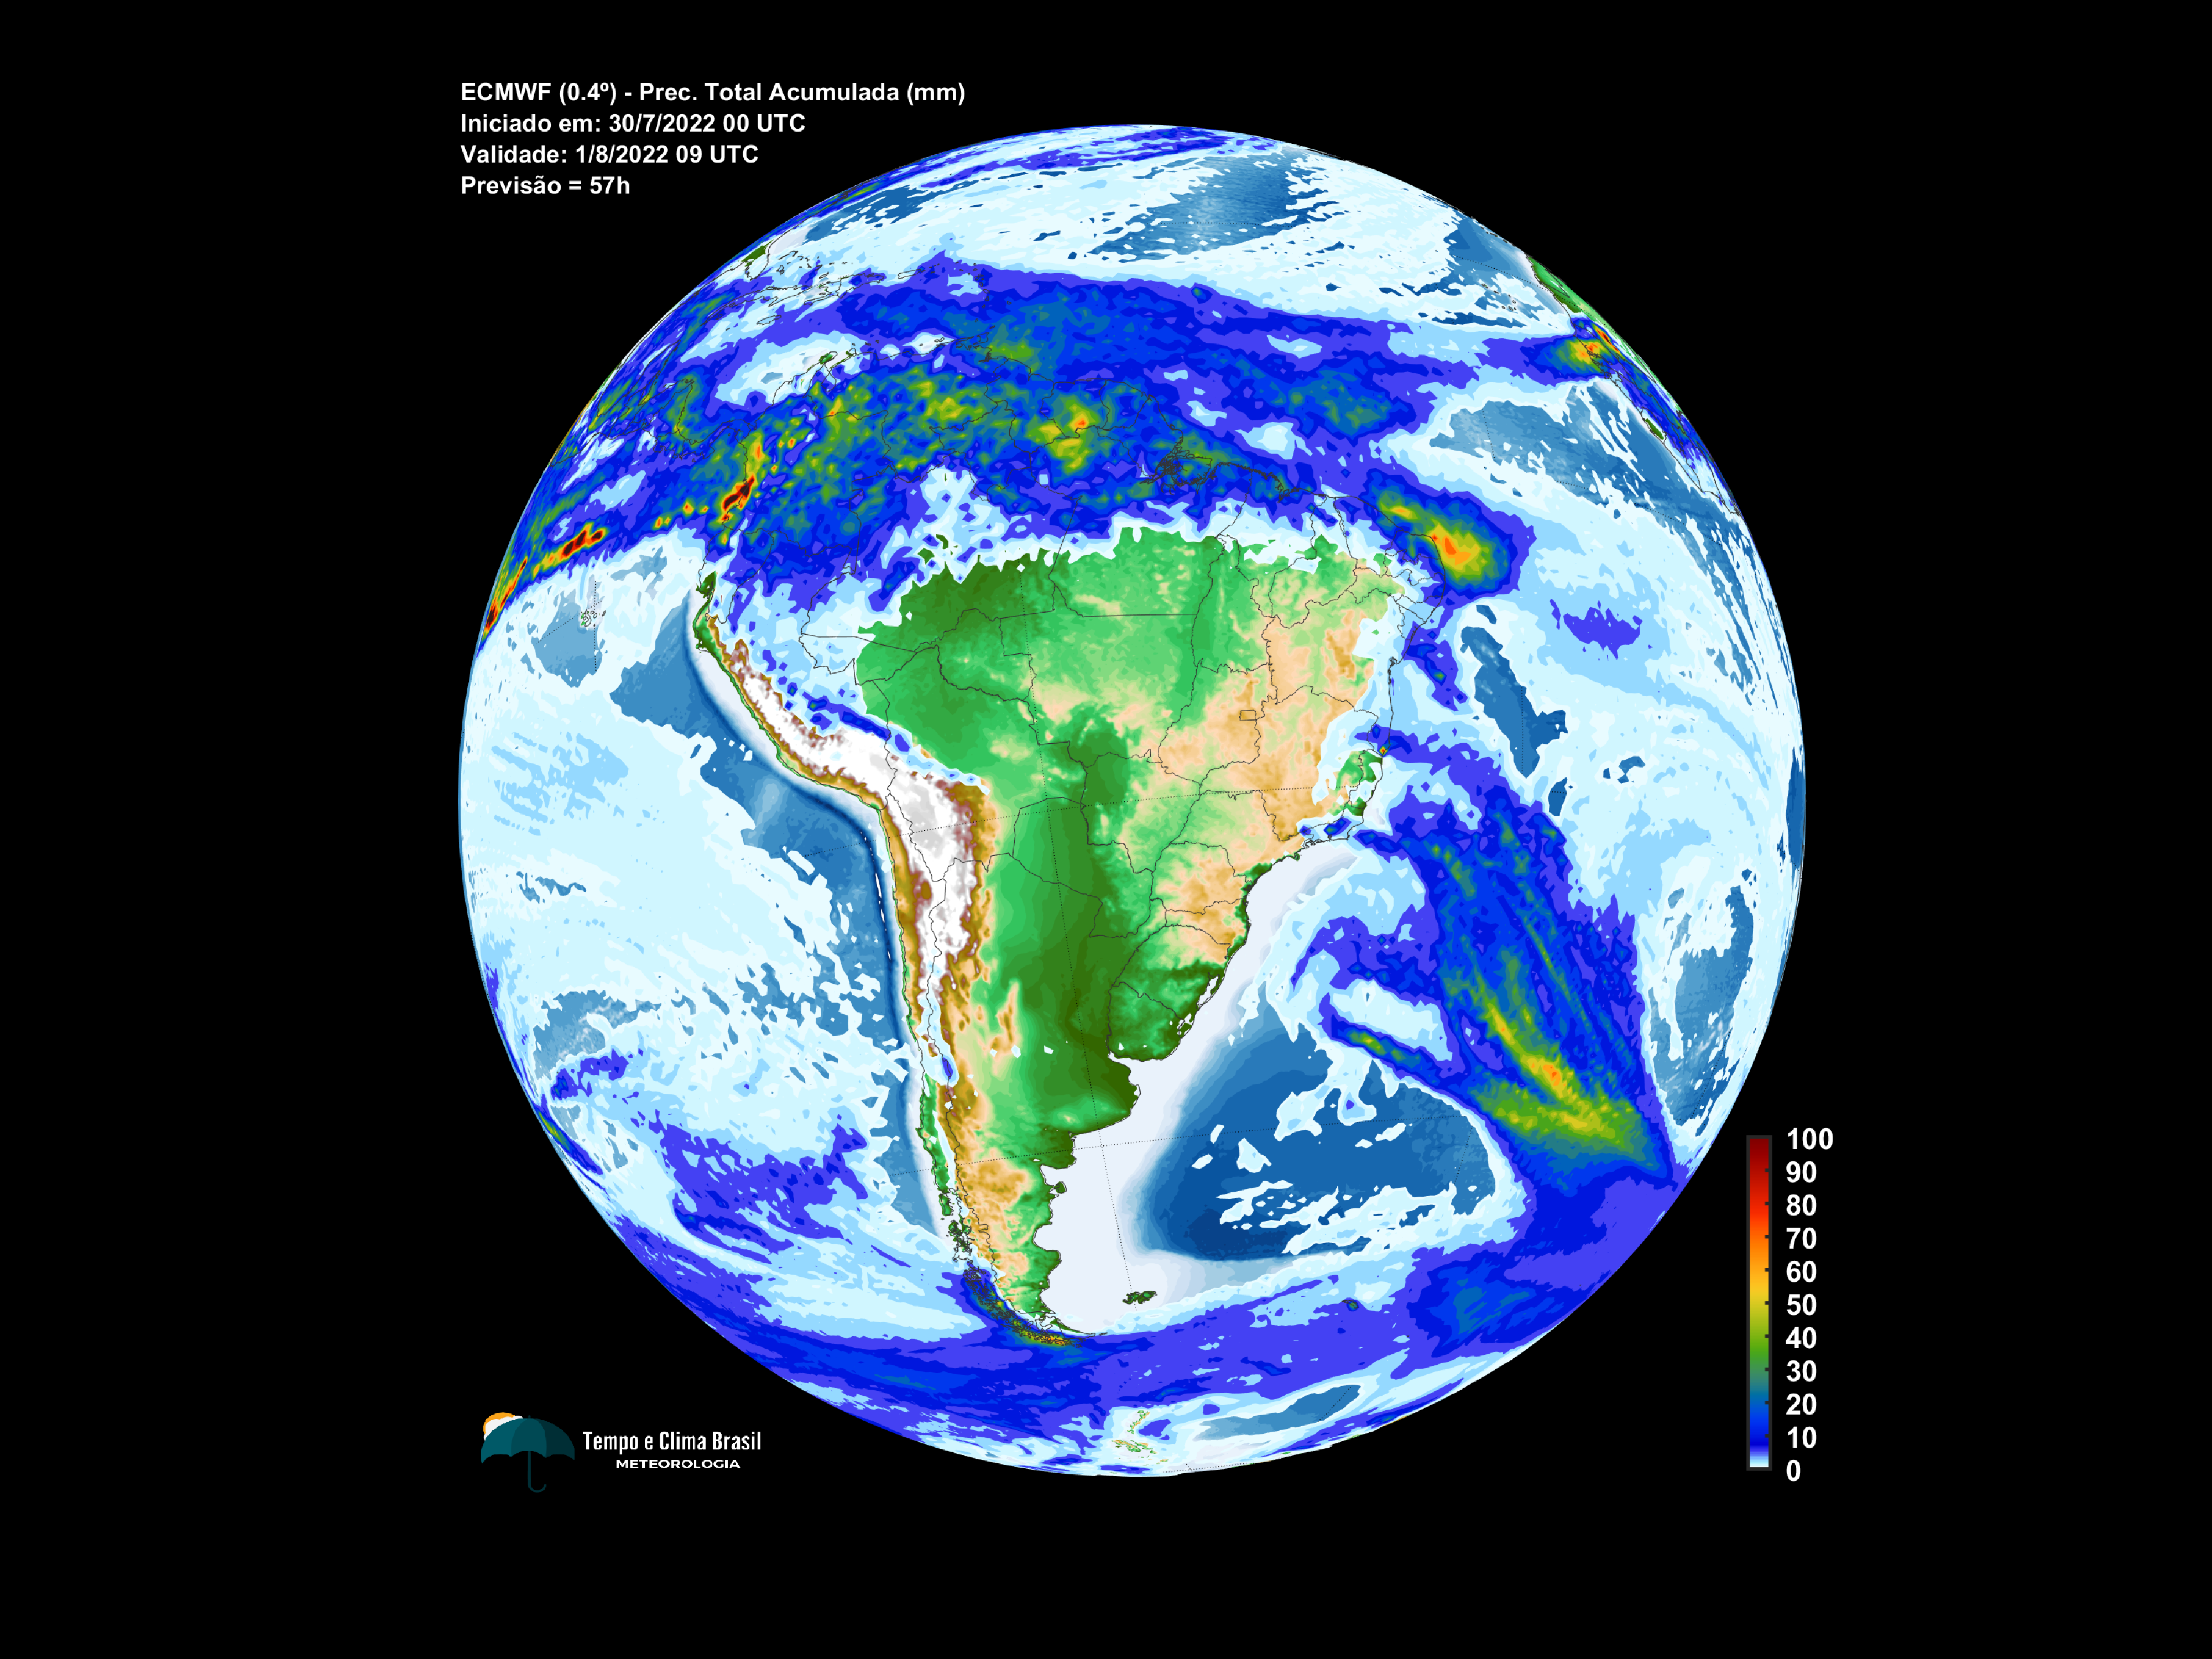 ECMWF (0.4º) - Prec. Total Acumulada (mm)
Iniciado em: 30/7/2022 00 UTC
Validade: 1/8/2022 09 UTC
Previsão = 57h
100
90
80
70
60
50
40
30
20
10
0
Tempo e Clima Brasil
METEOROLOGIA